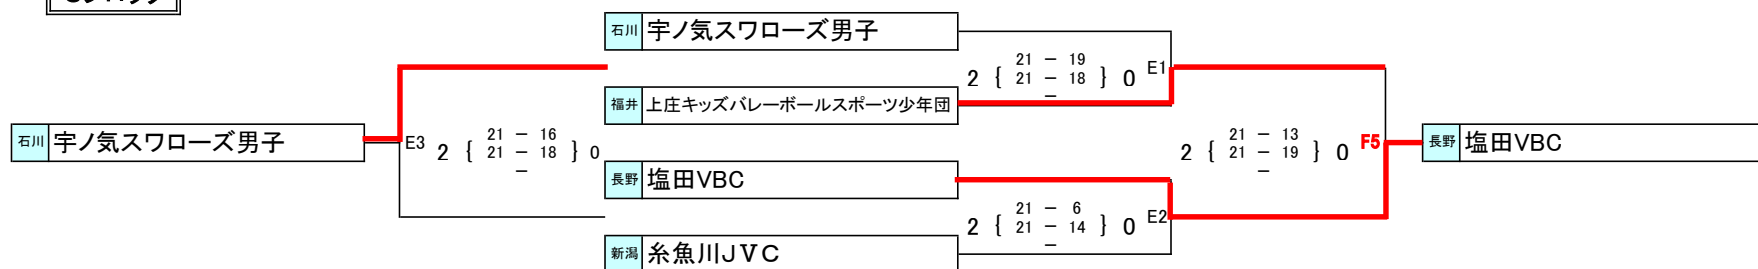 石川 宇ノ気スワローズ男子
21 － 19
2 { 21 － 18 } 0 E1
－
福井 上庄キッズバレーボールスポーツ少年団
石川 宇ノ気スワローズ男子
E3
21 － 16
2 { 21 － 18 } 0
－
21 － 13
2 { 21 － 19 } 0 F5
－
長野 塩田VBC
長野 塩田VBC
21 － 6
2 { 21 － 14 } 0 E2
－
新潟 糸魚川JVC